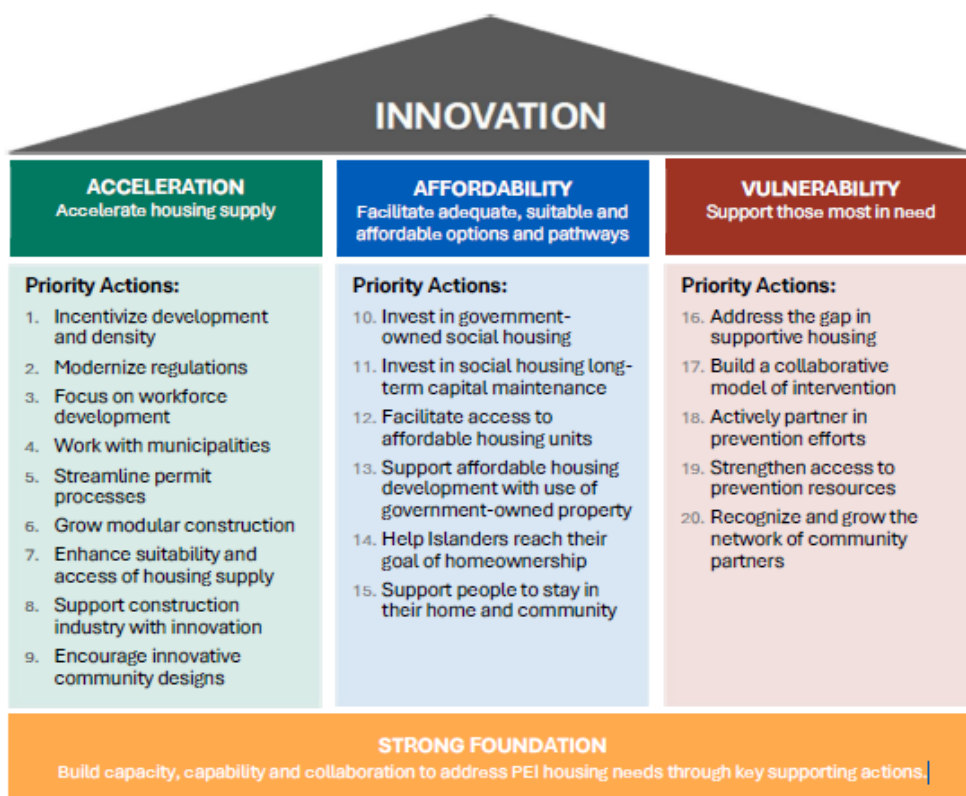 INNOVATION
ACCELERATION
Accelerate housing supply
Priority Actions:
1. Incentivize development
and density
2. Modernize regulations
3. Focus on workforce
development
4. Work with municipalities
5. Streamline permit
processes
6. Grow modular construction
7. Enhance suitability and
access of housing supply
8. Support construction
industry with innovation
9. Encourage innovative
community designs
AFFORDABILITY
Facilitate adequate, suitable and
affordable options and pathways
Priority Actions:
10. Invest in government-
owned social housing
11. Invest in social housing long-
term capital maintenance
12. Facilitate access to
affordable housing units
13. Support affordable housing
development with use of
government-owned property
14. Help Islanders reach their
goal of homeownership
15. Support people to stay in
their home and community
VULNERABILITY
Support those most in need
Priority Actions:
16. Address the gap in
supportive housing
17. Build a collaborative
model of intervention
18. Actively partner in
prevention efforts
19. Strengthen access to
prevention resources
20. Recognize and grow the
network of community
partners
STRONG FOUNDATION
Build capacity, capability and collaboration to address PEI housing needs through key supporting actions.